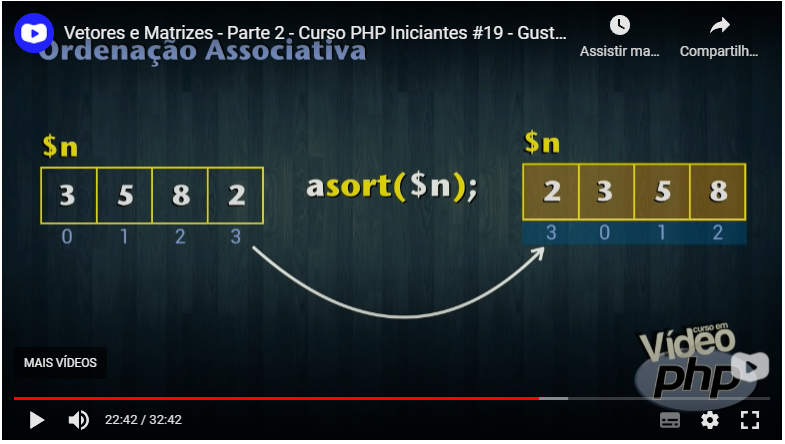 Vetores e Matrizes - Parte 2 - Curso PHP Iniciantes #19 - Gust...
Assistir ma...
Compartilh...
Ordenação Associativa
$n
3 5 8 2
0 1 2 3
asort($n);
$n
2 3 5 8
3 0 1 2
MAIS VÍDEOS
curso em
Vídeo
php
22:42 / 32:42